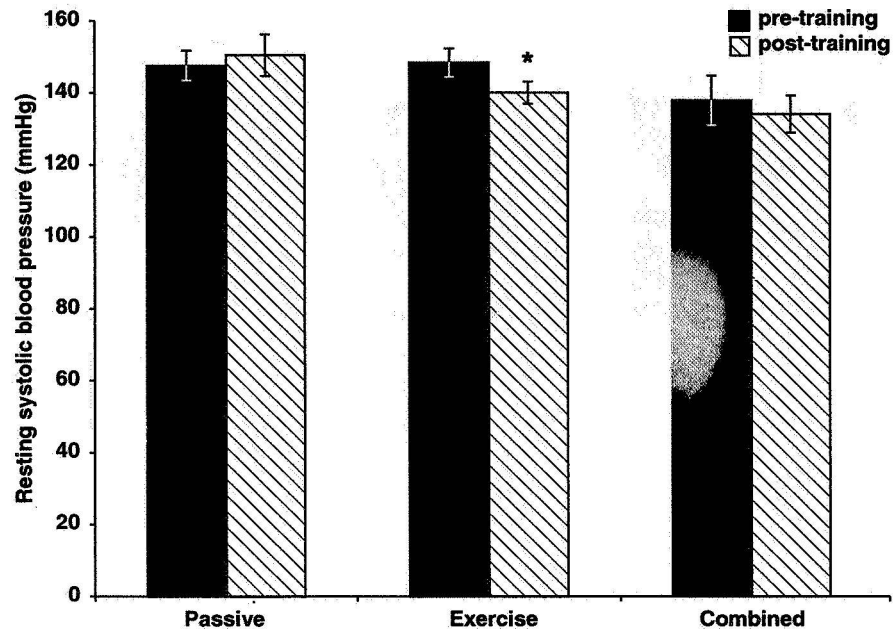 pre-training
post-training
Resting systolic blood pressure (mmHg)
160
140
120
100
80
60
40
20
0
*
Passive
Exercise
Combined